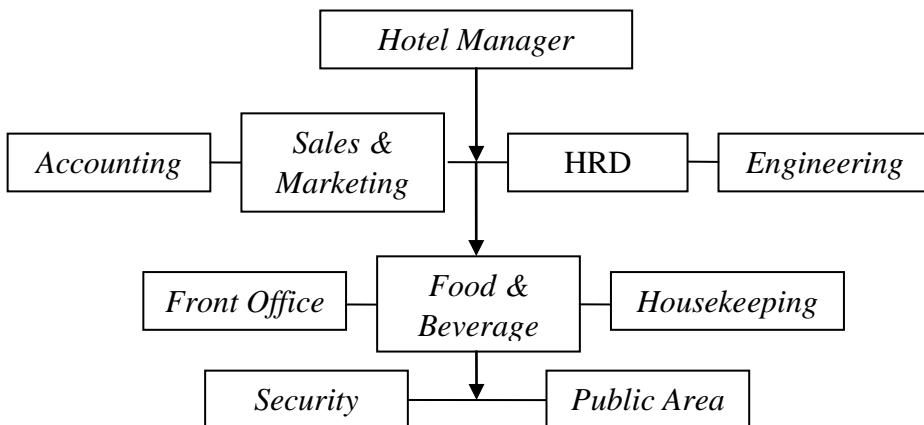 Hotel Manager
Accounting
Sales &
Marketing
HRD
Engineering
Front Office
Food &
Beverage
Housekeeping
Security
Public Area